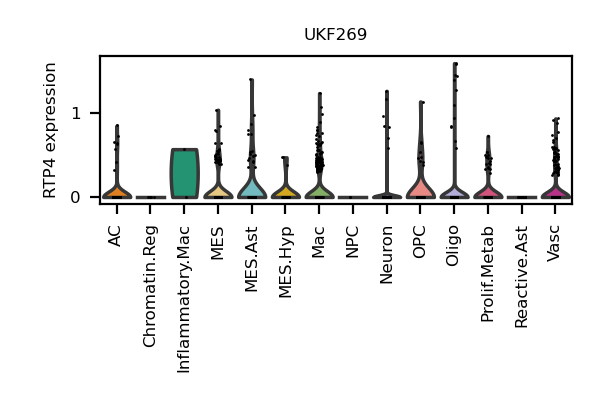 UKF269
RTP4 expression
1
0
AC
Chromatin.Reg
Inflammatory.Mac
MES
MES.Ast
MES.Hyp
Mac
NPC
Neuron
OPC
Oligo
Prolif.Metab
Reactive.Ast
Vasc